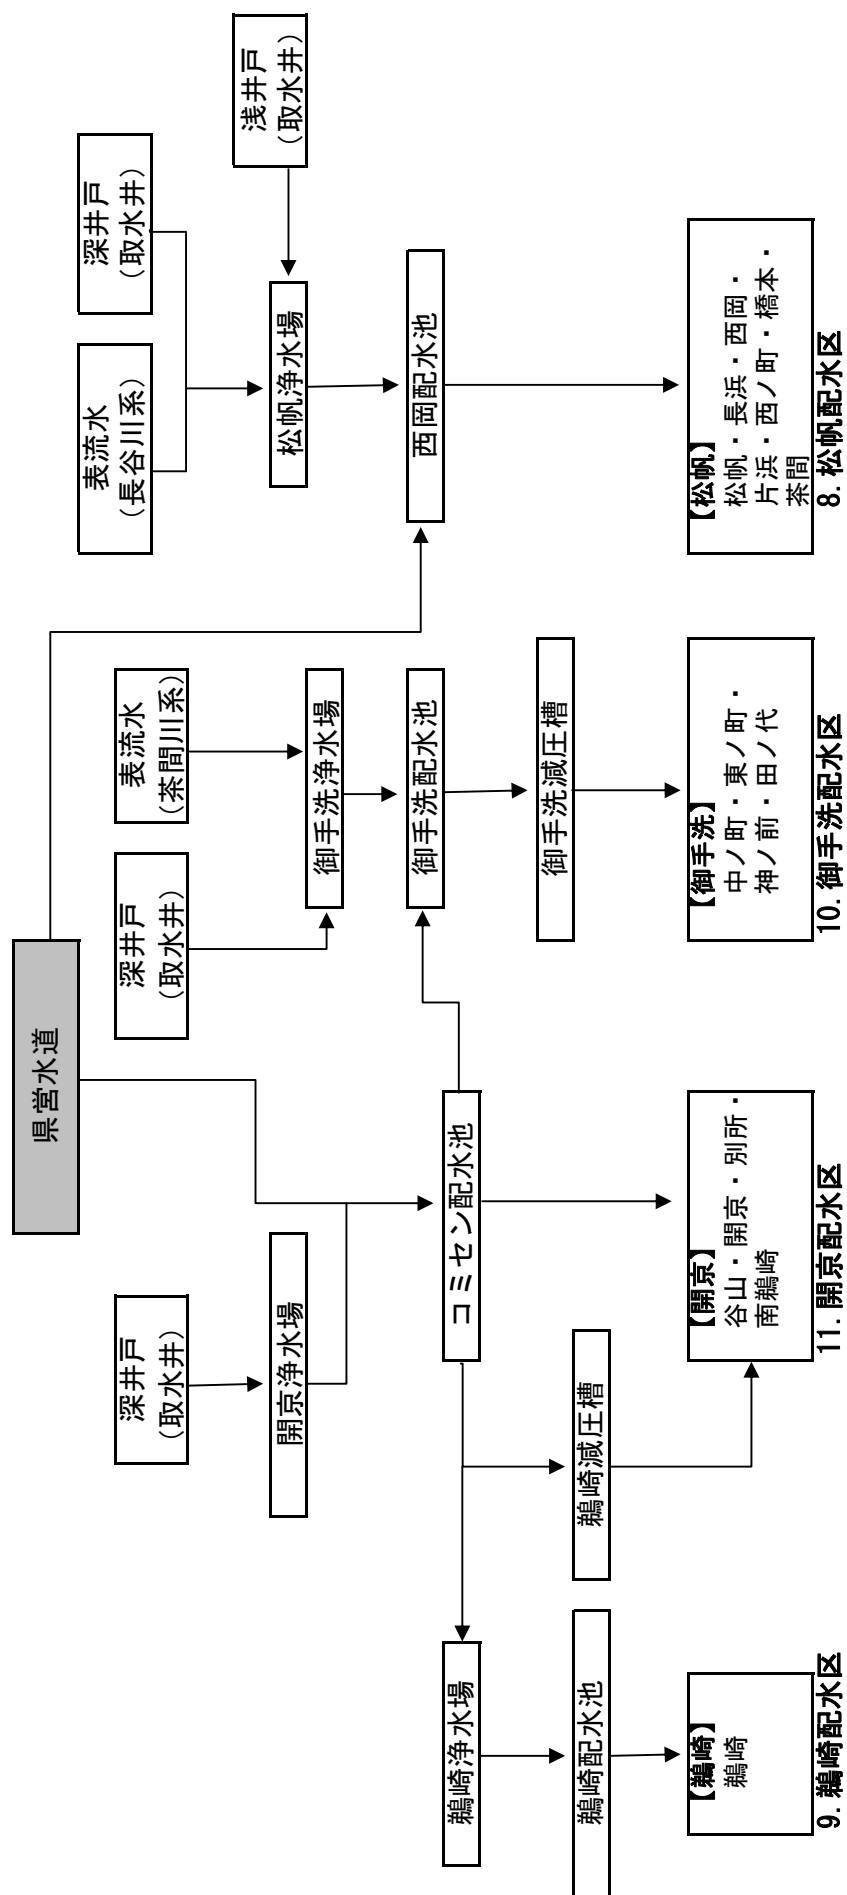 県営水道
深井戸
(取水井)
開京浄水場
コミセン配水池
鵜崎浄水場
鵜崎配水池
鵜崎減圧槽
【鵜崎】
鵜崎
9. 鵜崎配水区
【開京】
谷山・開京・別所・
南鵜崎
11. 開京配水区
深井戸
(取水井)
表流水
(茶間川系)
御手洗浄水場
御手洗配水池
御手洗減圧槽
【御手洗】
中ノ町・東ノ町・
神ノ前・田ノ代
10. 御手洗配水区
表流水
(長谷川系)
深井戸
(取水井)
浅井戸
(取水井)
松帆浄水場
西岡配水池
【松帆】
松帆・長浜・西岡・
片浜・西ノ町・橋本・
茶間
8. 松帆配水区